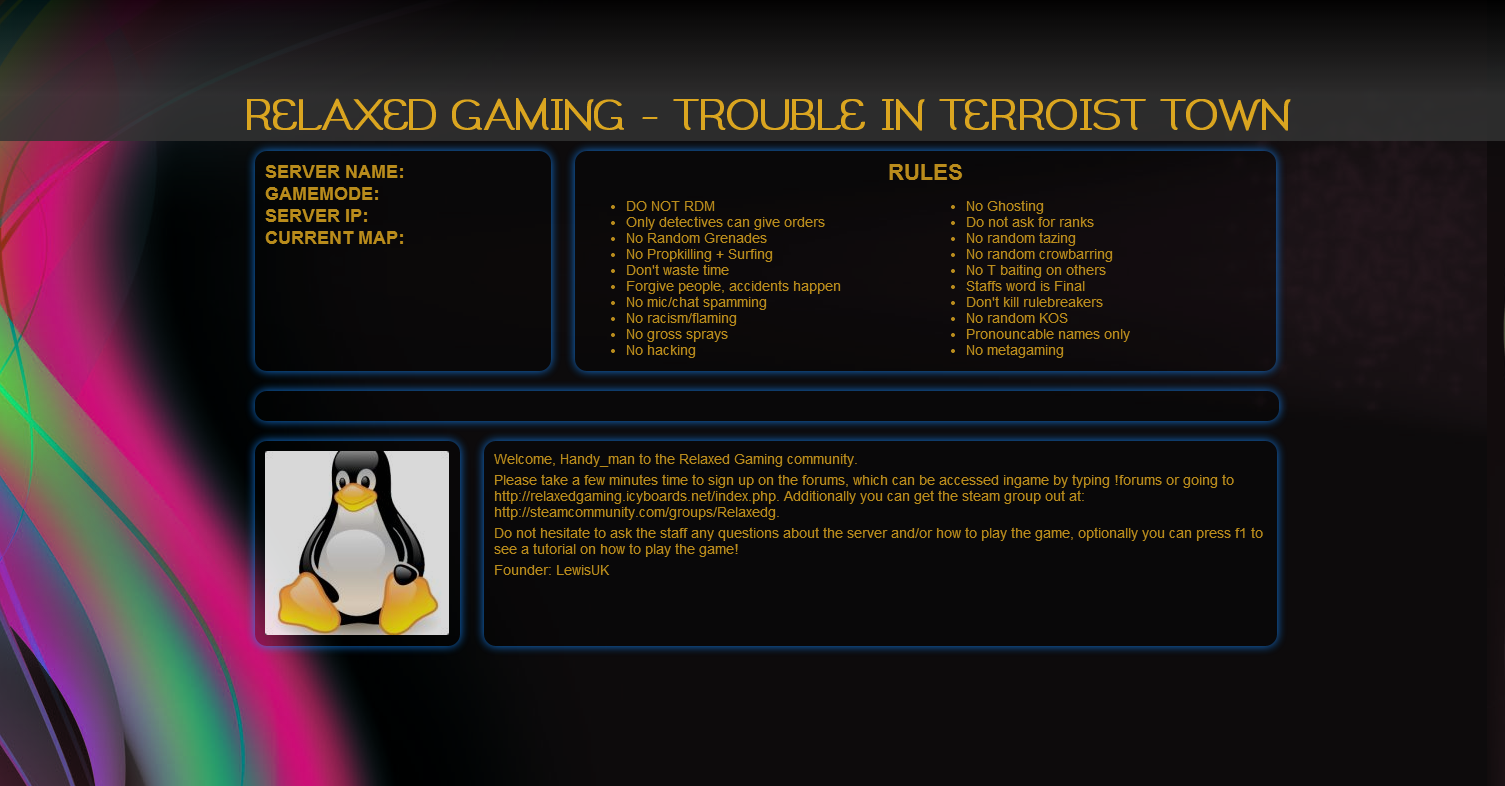 RELAXED GAMING - TROUBLE IN TERROIST TOWN
SERVER NAME:
GAMEMODE:
SERVER IP:
CURRENT MAP:
RULES
DO NOT RDM
Only detectives can give orders
No Random Grenades
No Propkilling + Surfing
Don't waste time
Forgive people, accidents happen
No mic/chat spamming
No racism/flaming
No gross sprays
No hacking
No Ghosting
Do not ask for ranks
No random tazing
No random crowbarring
No T baiting on others
Staffs word is Final
Don't kill rulebreakers
No random KOS
Pronouncable names only
No metagaming
Welcome, Handy_man to the Relaxed Gaming community.
Please take a few minutes time to sign up on the forums, which can be accessed ingame by typing !forums or going to
http://relaxedgaming.icyboards.net/index.php. Additionally you can get the steam group out at:
http://steamcommunity.com/groups/Relaxedg.
Do not hesitate to ask the staff any questions about the server and/or how to play the game, optionally you can press f1 to
see a tutorial on how to play the game!
Founder: LewisUK